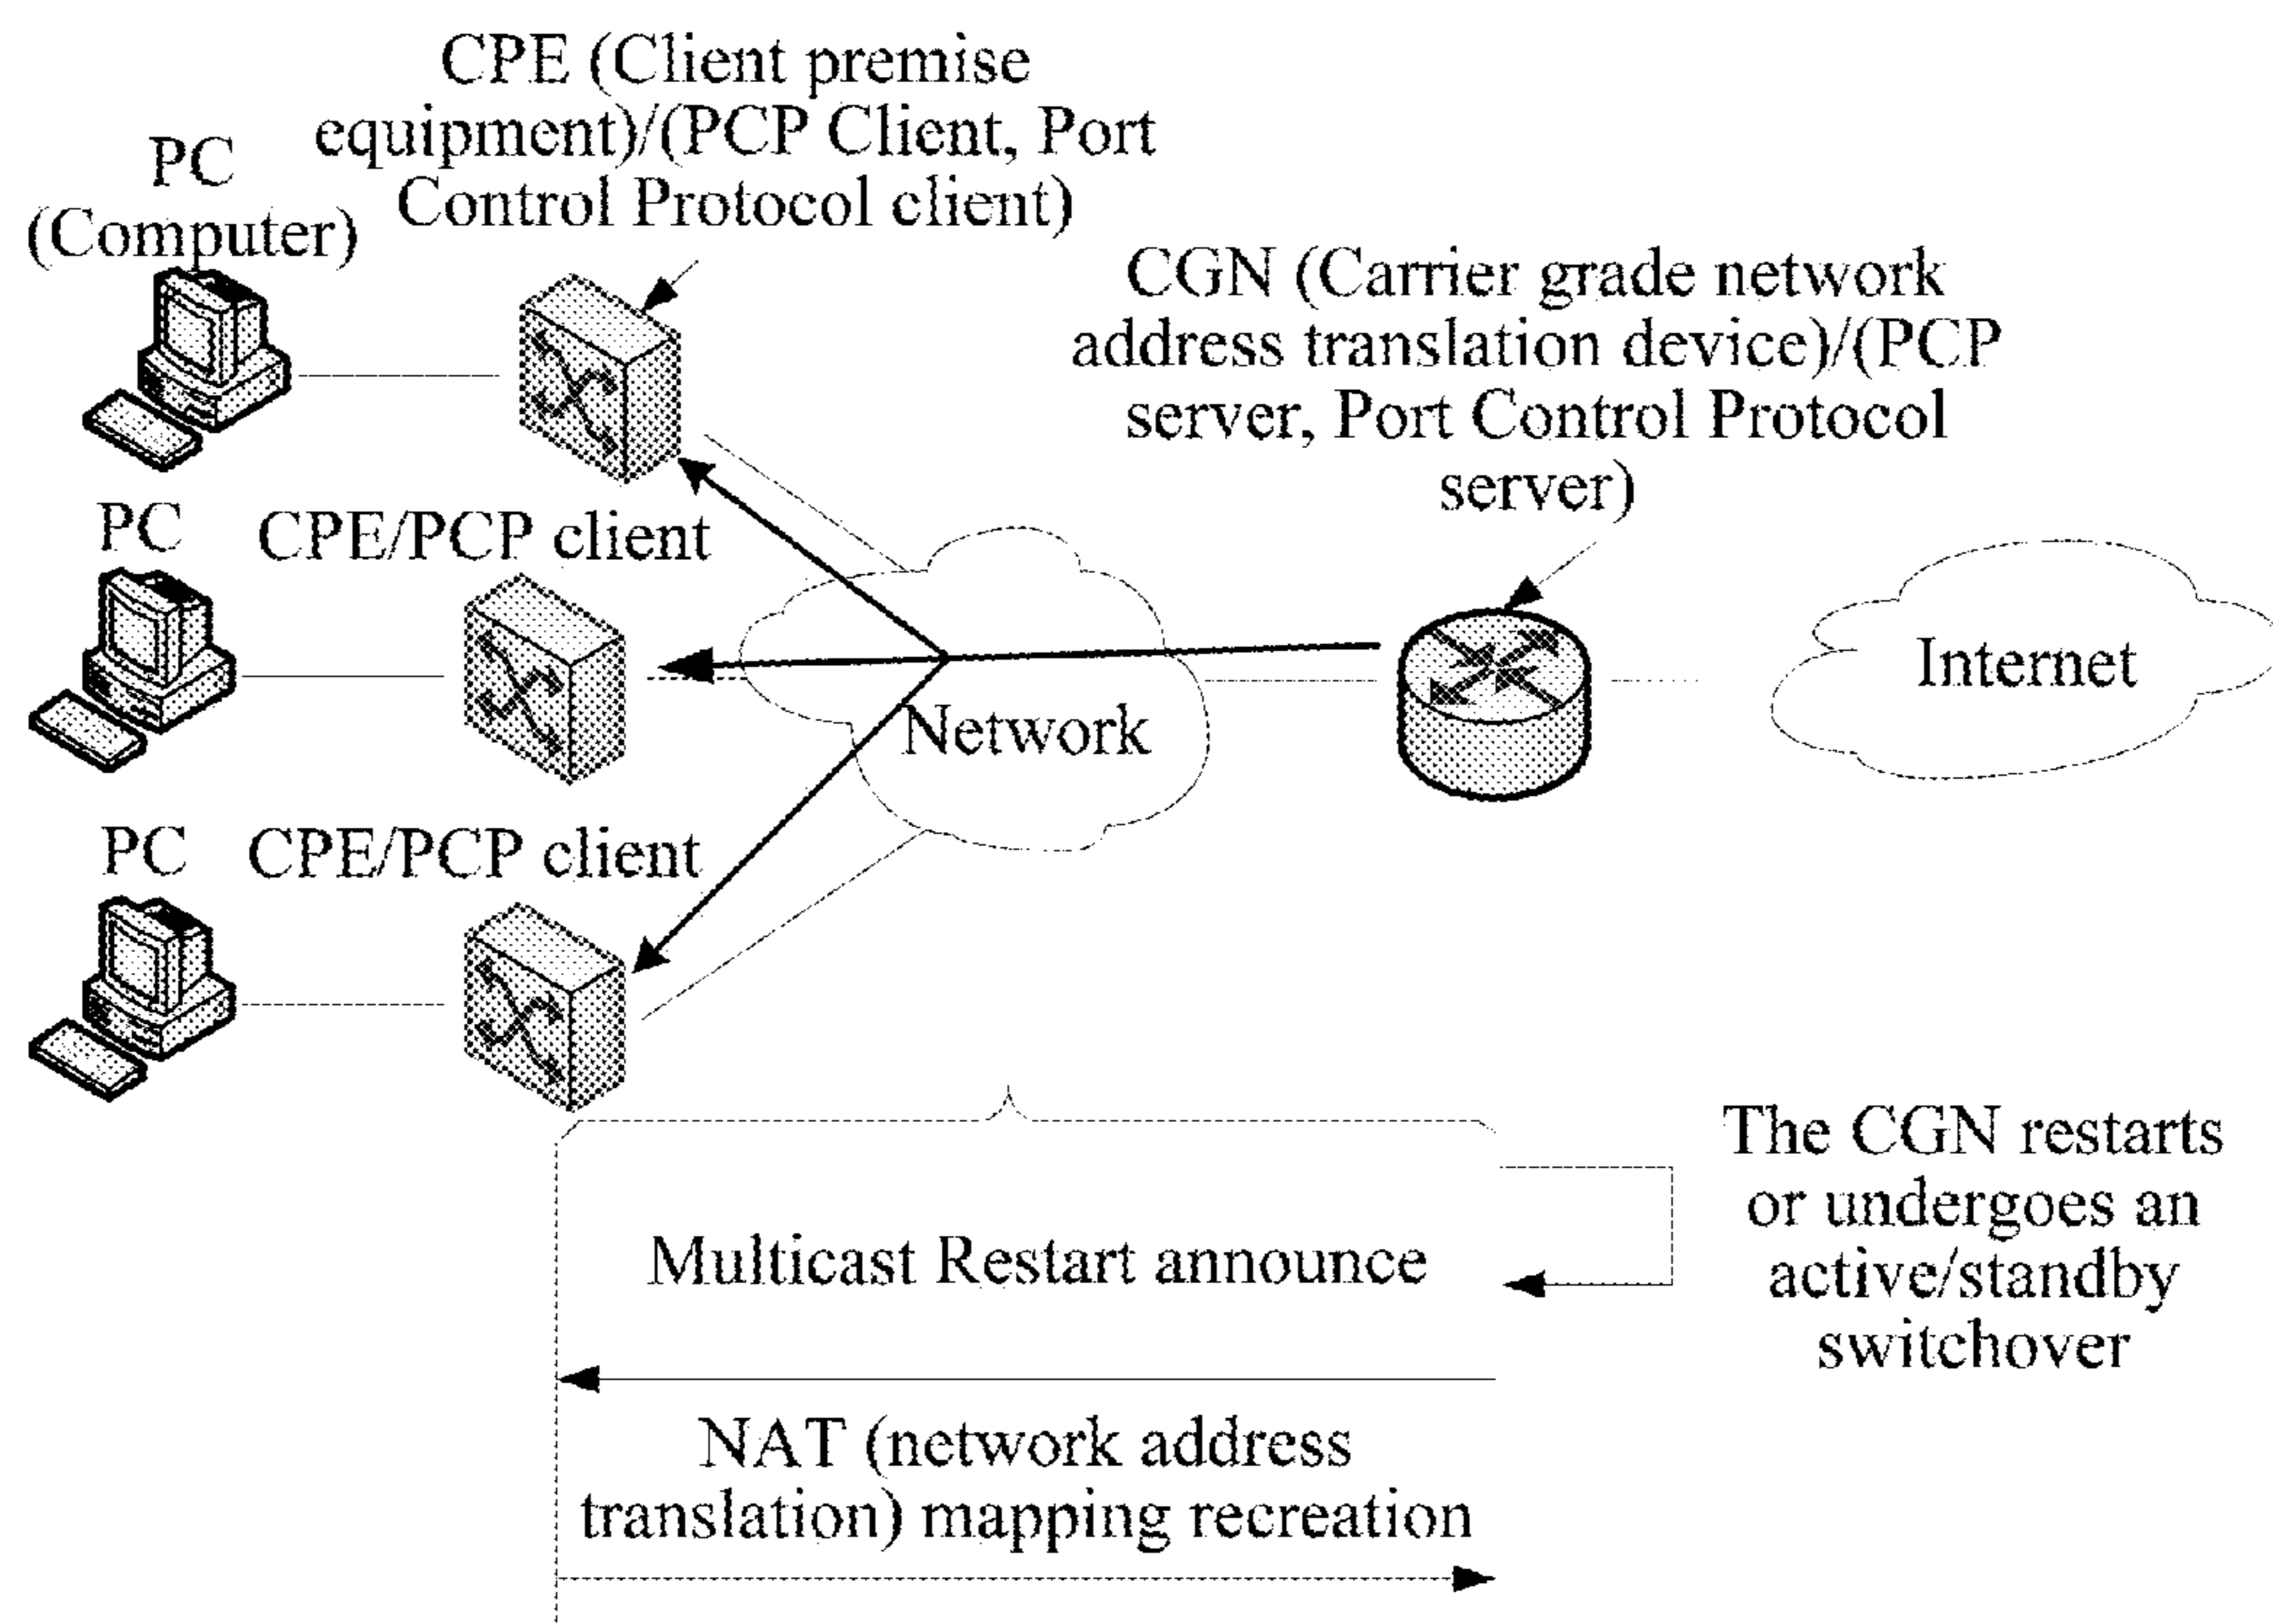 CPE (Client premise
equipment)/(PCP Client, Port
Control Protocol client)
PC
(Computer)
CGN (Carrier grade network
address translation device)/(PCP
server, Port Control Protocol
server)
PC
CPE/PCP client
Internet
Network
PC
CPE/PCP client
The CGN restarts
or undergoes an
active/standby
switchover
Multicast Restart announce
NAT (network address
translation) mapping recreation